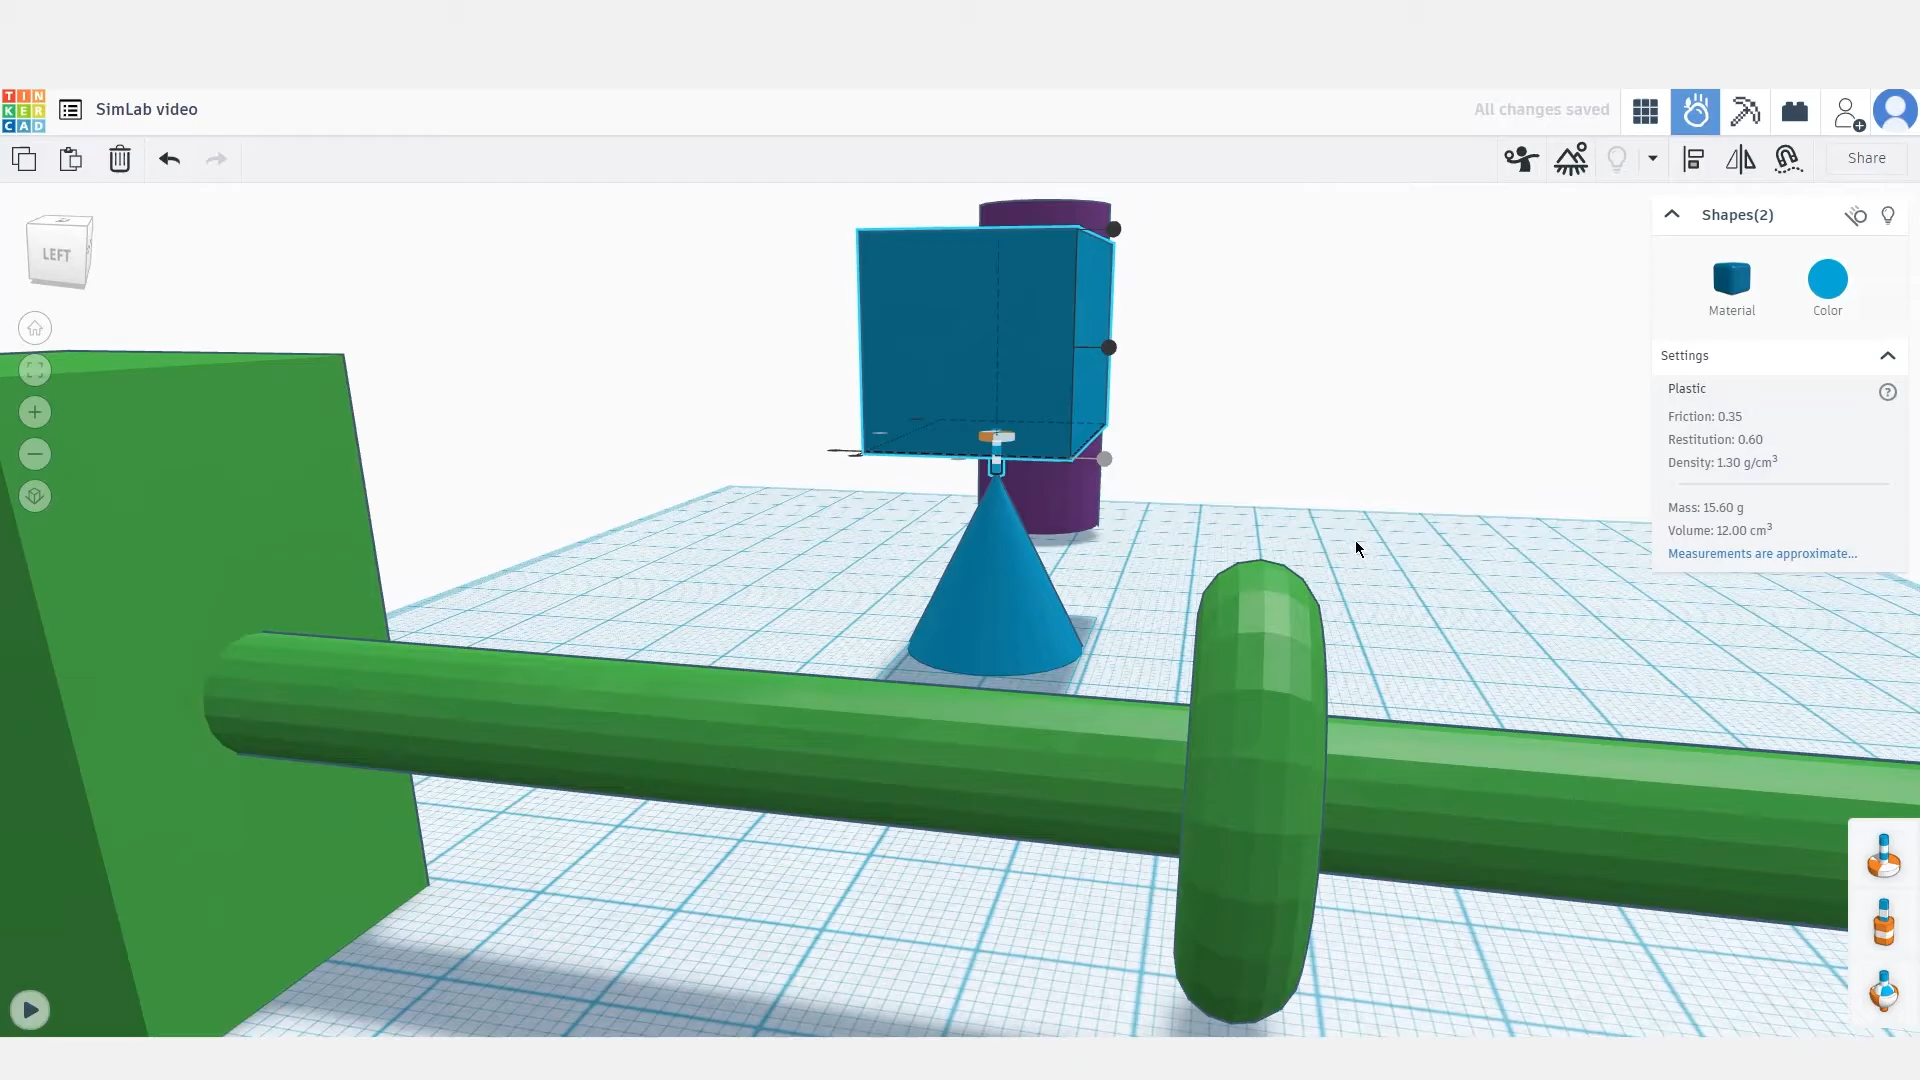 TIN
KER
CAD
SimLab video
All changes saved
Share
LEFT
Shapes(2)
Material
Color
Settings
Plastic
?
Friction: 0.35
Restitution: 0.60
Density: 1.30 g/cm³
Mass: 15.60 g
Volume: 12.00 cm³
Measurements are approximate...